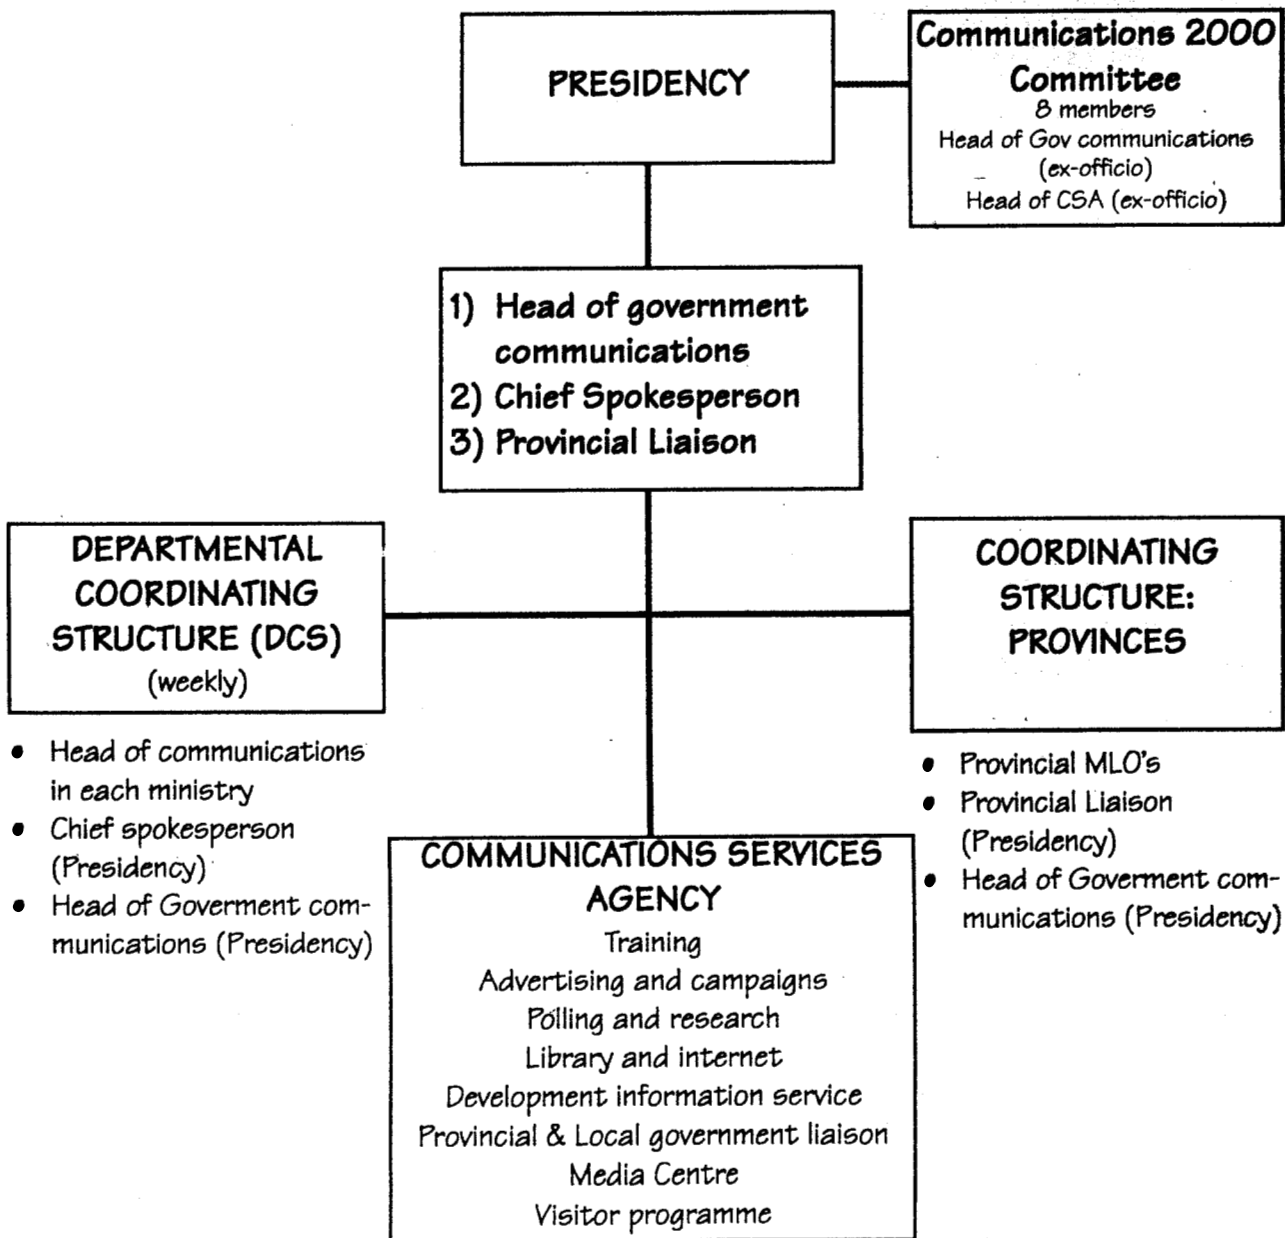 PRESIDENCY
Communications 2000
Committee
8 members
Head of Gov communications
(ex-officio)
Head of CSA (ex-officio)
1) Head of government
communications
2) Chief Spokesperson
3) Provincial Liaison
DEPARTMENTAL
COORDINATING
STRUCTURE (DCS)
(weekly)
• Head of communications
in each ministry
• Chief spokesperson
(Presidency)
• Head of Goverment com-
munications (Presidency)
COORDINATING
STRUCTURE:
PROVINCES
• Provincial MLO's
• Provincial Liaison
(Presidency)
• Head of Goverment com-
munications (Presidency)
COMMUNICATIONS SERVICES
AGENCY
Training
Advertising and campaigns
Polling and research
Library and internet
Development information service
Provincial & Local government liaison
Media Centre
Visitor programme